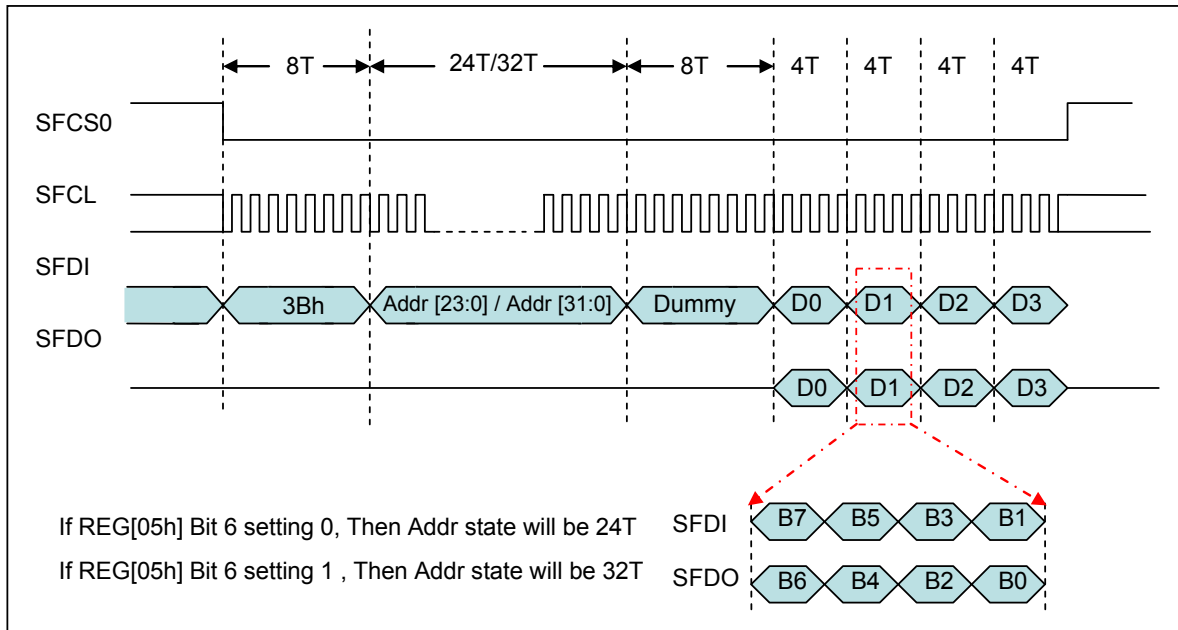 8T 24T/32T 8T 4T 4T 4T 4T
SFCS0
SFCL
SFDI
3Bh Addr [23:0] / Addr [31:0] Dummy D0 D1 D2 D3
SFDO
D0 D1 D2 D3
If REG[05h] Bit 6 setting 0, Then Addr state will be 24T
SFDI B7 B5 B3 B1
If REG[05h] Bit 6 setting 1 , Then Addr state will be 32T
SFDO B6 B4 B2 B0